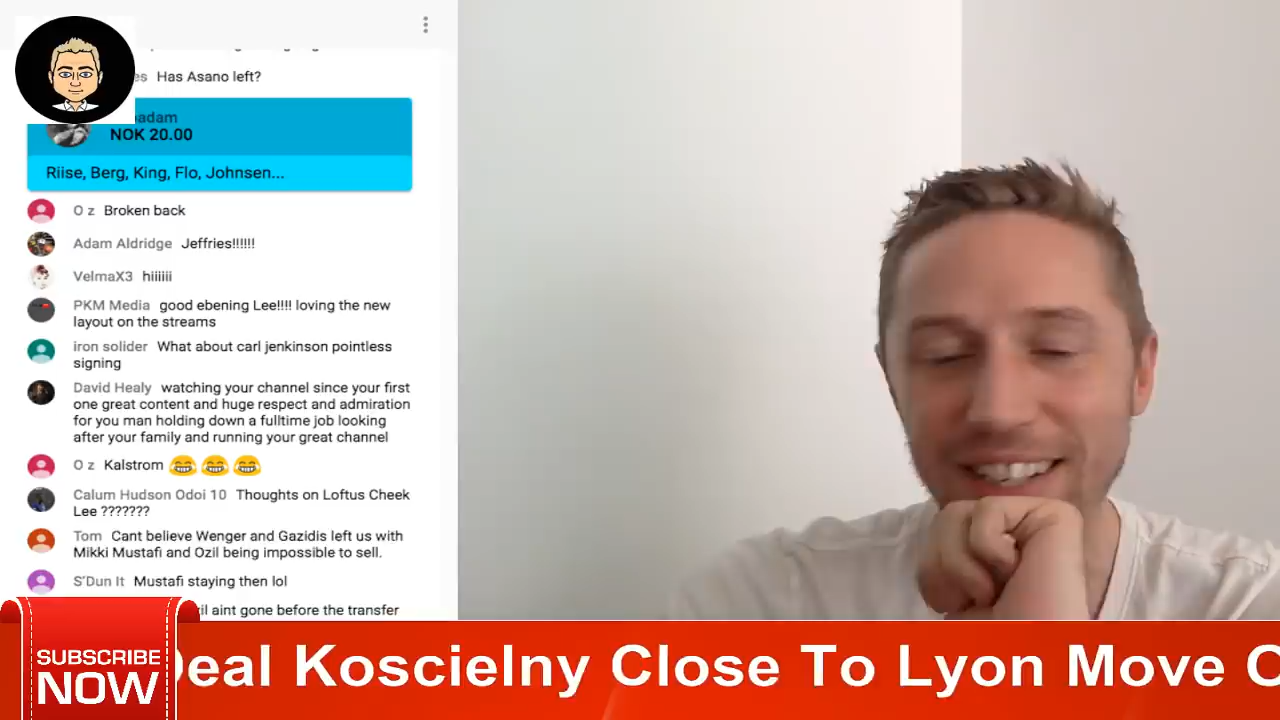 es Has Asano left?
adam
NOK 20.00
Riise, Berg, King, Flo, Johnsen...
O z Broken back
Adam Aldridge Jeffries!!!!!!
VelmaX3 hiiiiii
PKM Media good ebening Lee!!!! loving the new
layout on the streams
iron solider What about carl jenkinson pointless
signing
David Healy watching your channel since your first
one great content and huge respect and admiration
for you man holding down a fulltime job looking
after your family and running your great channel
O z Kalstrom 😂 😂 😂
Calum Hudson Odoi 10 Thoughts on Loftus Cheek
Lee ???????
Tom Cant believe Wenger and Gazidis left us with
Mikki Mustafi and Ozil being impossible to sell.
S'Dun It Mustafi staying then lol
il aint gone before the transfer
SUBSCRIBE
NOW
Deal Koscielny Close To Lyon Move